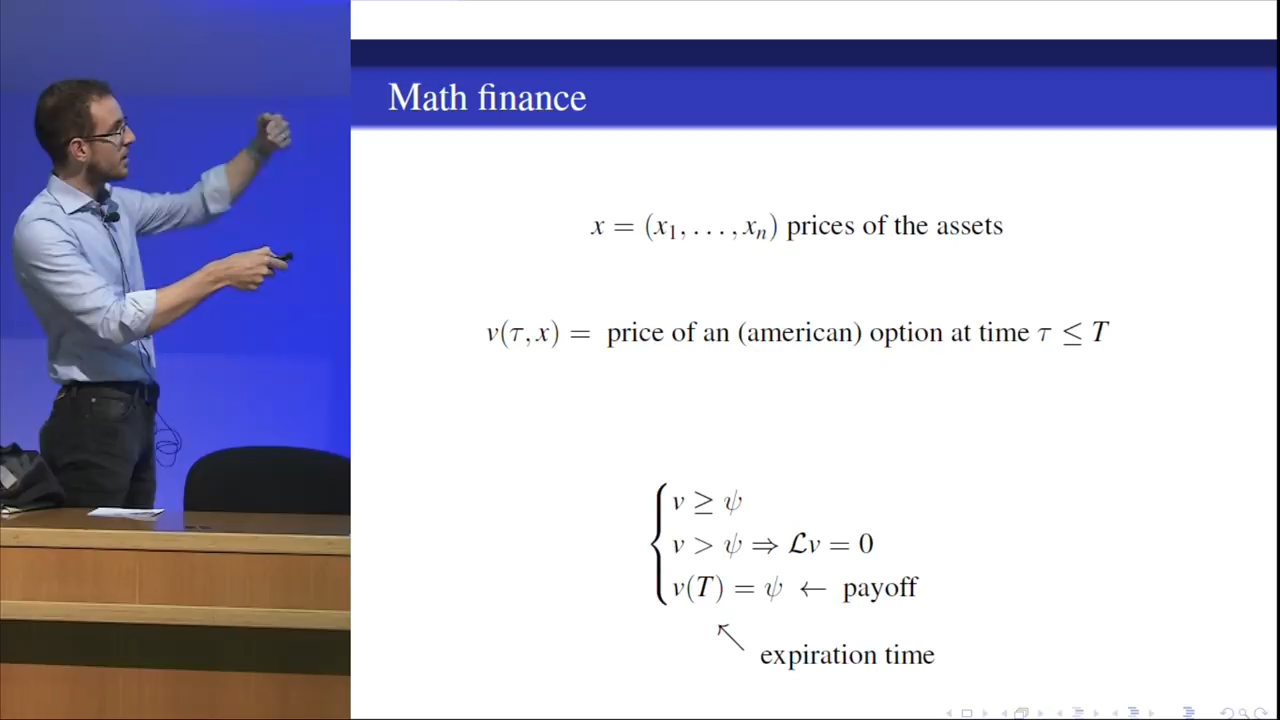 Math finance
x = (x₁, . . . , xₙ) prices of the assets
v(τ, x) = price of an (american) option at time τ ≤ T
v ≥ ψ
v > ψ ⇒ ℒv = 0
v(T) = ψ ← payoff
expiration time